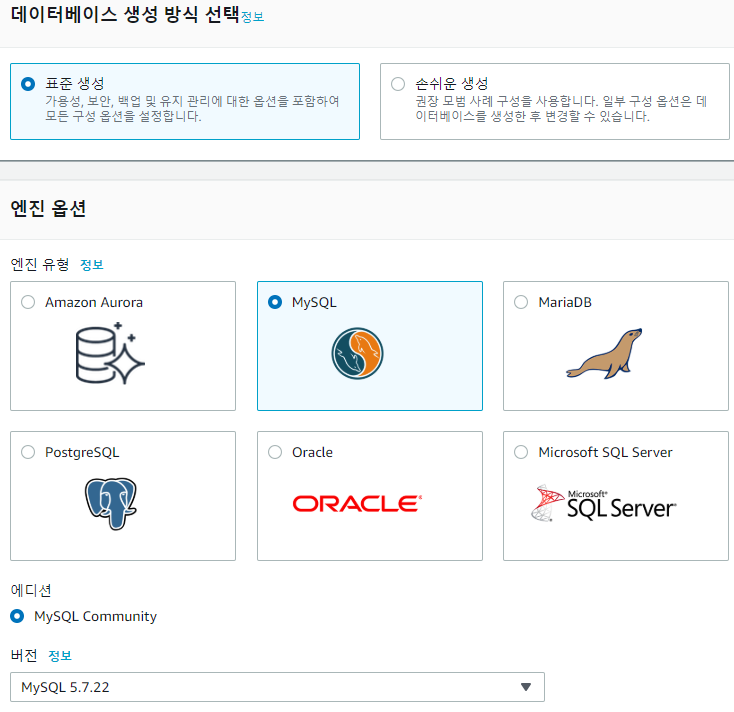 데이터베이스 생성 방식 선택 정보
표준 생성
가용성, 보안, 백업 및 유지 관리에 대한 옵션을 포함하여
모든 구성 옵션을 설정합니다.
손쉬운 생성
권장 모범 사례 구성을 사용합니다. 일부 구성 옵션은 데
이터베이스를 생성한 후 변경할 수 있습니다.
엔진 옵션
엔진 유형 정보
Amazon Aurora
MySQL
MariaDB
PostgreSQL
Oracle
ORACLE®
Microsoft SQL Server
Microsoft®
SQL Server®
에디션
MySQL Community
버전 정보
MySQL 5.7.22